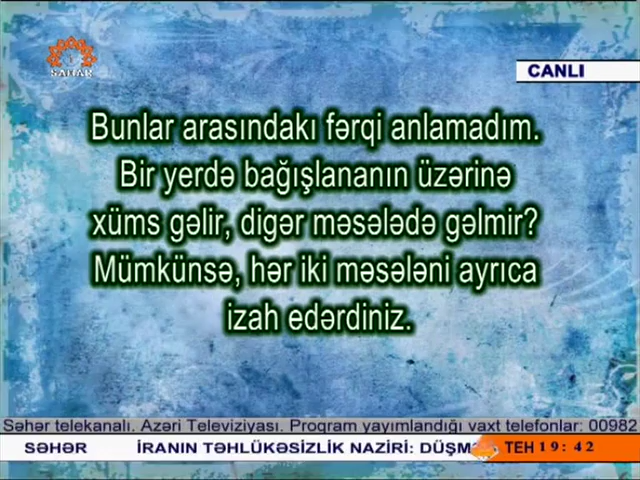 SAHAR
CANLI
Bunlar arasındakı fərqi anlamadım.
Bir yerdə bağışlananın üzərinə
xüms gəlir, digər məsələdə gəlmir?
Mümkünsə, hər iki məsələni ayrıca
izah edərdiniz.
Səhər telekanalı. Azəri Televiziyası. Proqram yayımlandığı vaxt telefonlar: 00982
SƏHƏR İRANIN TƏHLÜKƏSİZLİK NAZİRİ: DÜŞM TEH 19:42